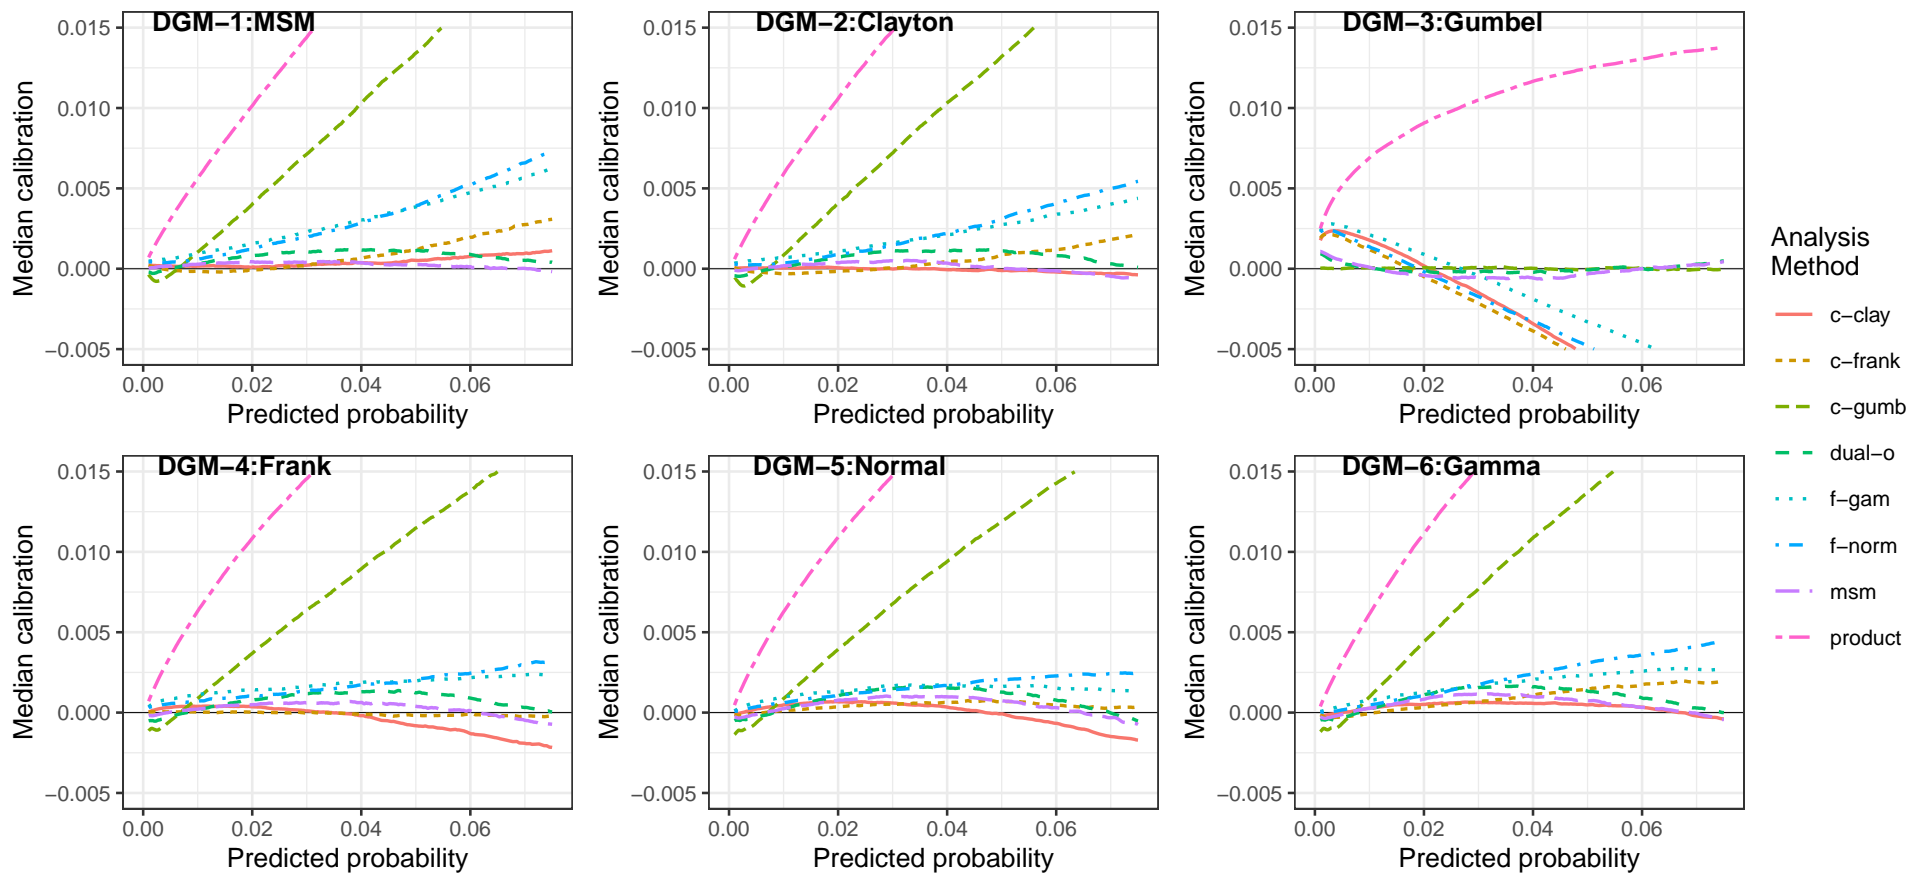 DGM−1:MSM
0.015
0.010
0.005
0.000
−0.005
0.00
0.02
0.04
0.06
Median calibration
Predicted probability
DGM−2:Clayton
0.015
0.010
0.005
0.000
−0.005
0.00
0.02
0.04
0.06
Median calibration
Predicted probability
DGM−3:Gumbel
0.015
0.010
0.005
0.000
−0.005
0.00
0.02
0.04
0.06
Median calibration
Predicted probability
DGM−4:Frank
0.015
0.010
0.005
0.000
−0.005
0.00
0.02
0.04
0.06
Median calibration
Predicted probability
DGM−5:Normal
0.015
0.010
0.005
0.000
−0.005
0.00
0.02
0.04
0.06
Median calibration
Predicted probability
DGM−6:Gamma
0.015
0.010
0.005
0.000
−0.005
0.00
0.02
0.04
0.06
Median calibration
Predicted probability
Analysis
Method
c−clay
c−frank
c−gumb
dual−o
f−gam
f−norm
msm
product